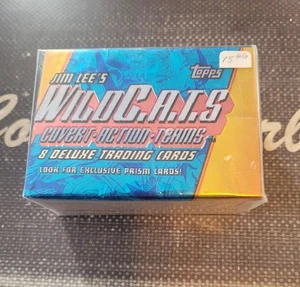 JIM LEE'S
TOPPS
WILDC.A.T.S
COVERT-ACTION-TEAMS
8 DELUXE TRADING CARDS
LOOK FOR EXCLUSIVE PRISM CARDS!